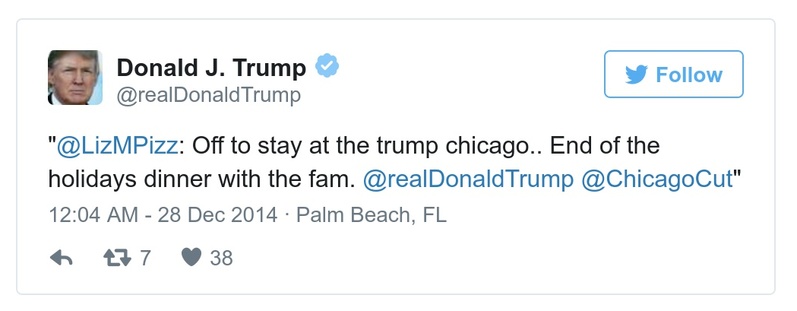 Donald J. Trump
@realDonaldTrump
Follow
"@LizMPizz: Off to stay at the trump chicago.. End of the
holidays dinner with the fam. @realDonaldTrump @ChicagoCut"
12:04 AM - 28 Dec 2014 · Palm Beach, FL
7 38